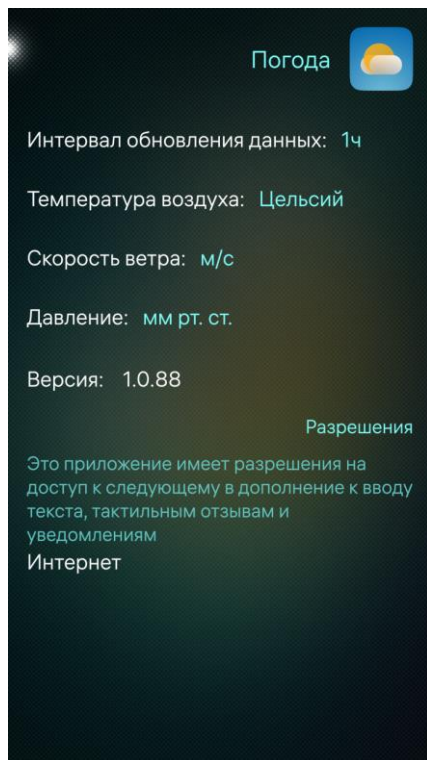 Погода
Интервал обновления данных: 1ч
Температура воздуха: Цельсий
Скорость ветра: м/с
Давление: мм рт. ст.
Версия: 1.0.88
Разрешения
Это приложение имеет разрешения на
доступ к следующему в дополнение к вводу
текста, тактильным отзывам и
уведомлениям
Интернет